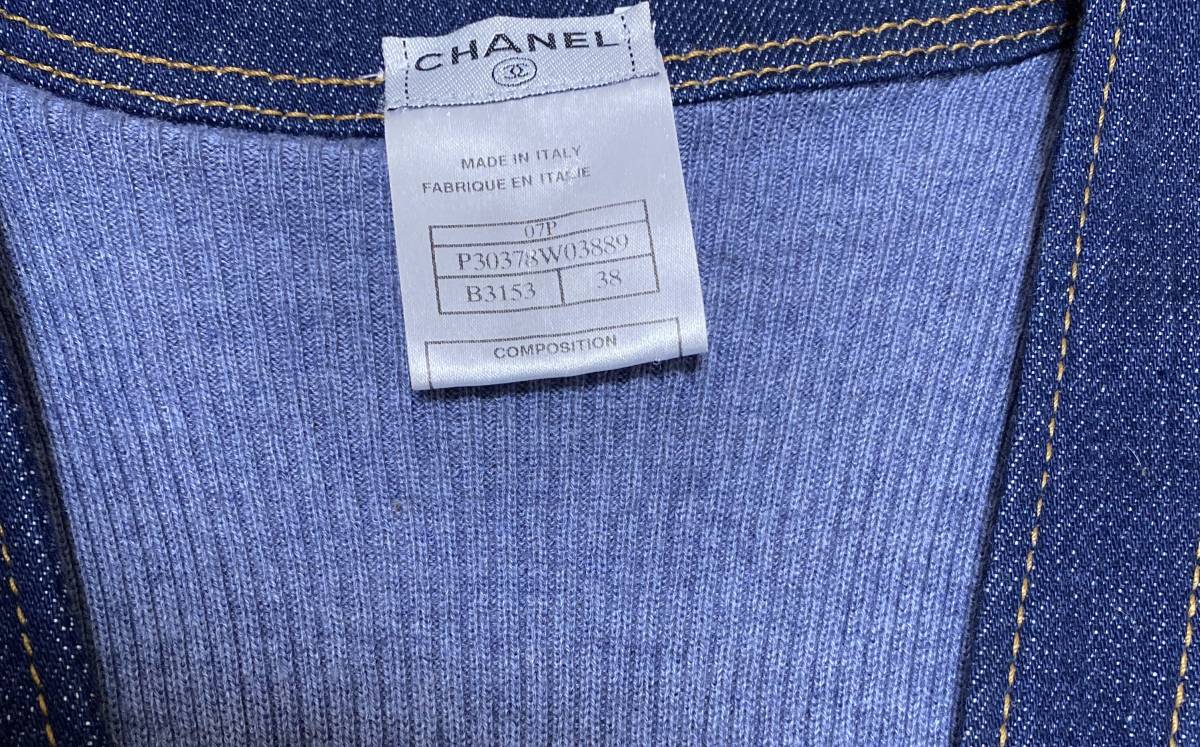 CHANEL
MADE IN ITALY
FABRIQUE EN ITALIE
07P
P30378W03889
B3153 38
COMPOSITION